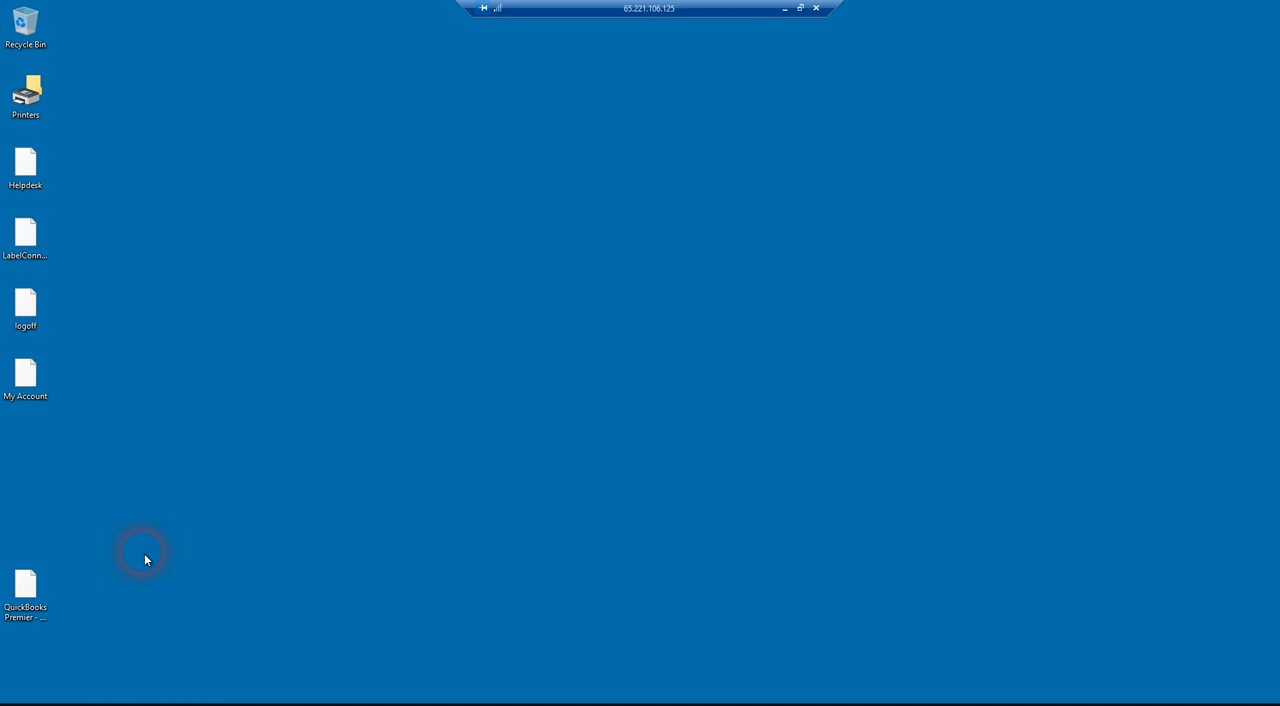 65.221.106.125
Recycle Bin
Printers
Helpdesk
LabelConn...
logoff
My Account
QuickBooks
Premier - ...